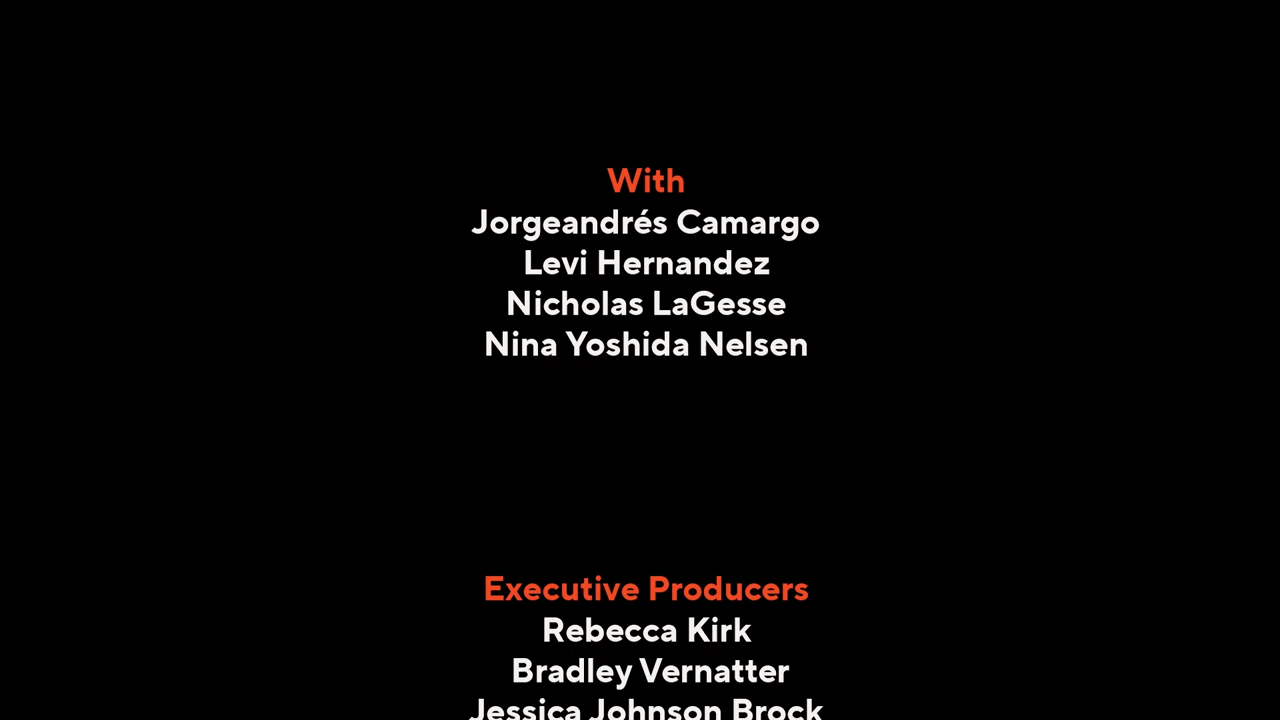 With
Jorgeandrés Camargo
Levi Hernandez
Nicholas LaGesse
Nina Yoshida Nelsen
Executive Producers
Rebecca Kirk
Bradley Vernatter
Jessica Johnson Brock